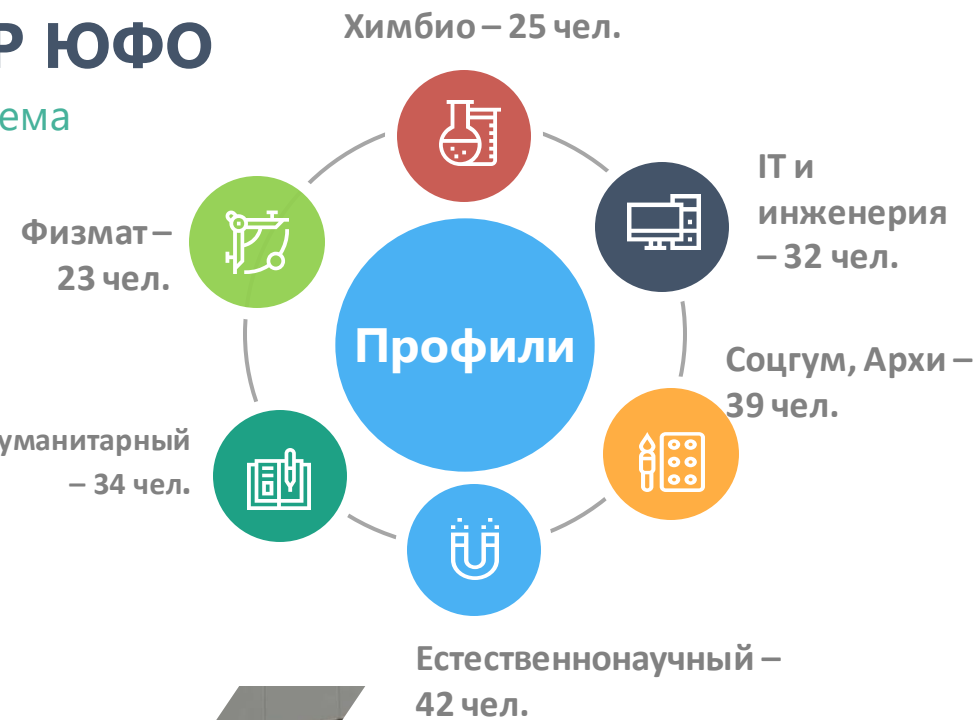 Р ЮФО
ема
Химбио – 25 чел.
IT и
инженерия
– 32 чел.
Физмат –
23 чел.
Профили
Соцгум, Архи –
39 чел.
уманитарный
– 34 чел.
Естественнонаучный –
42 чел.